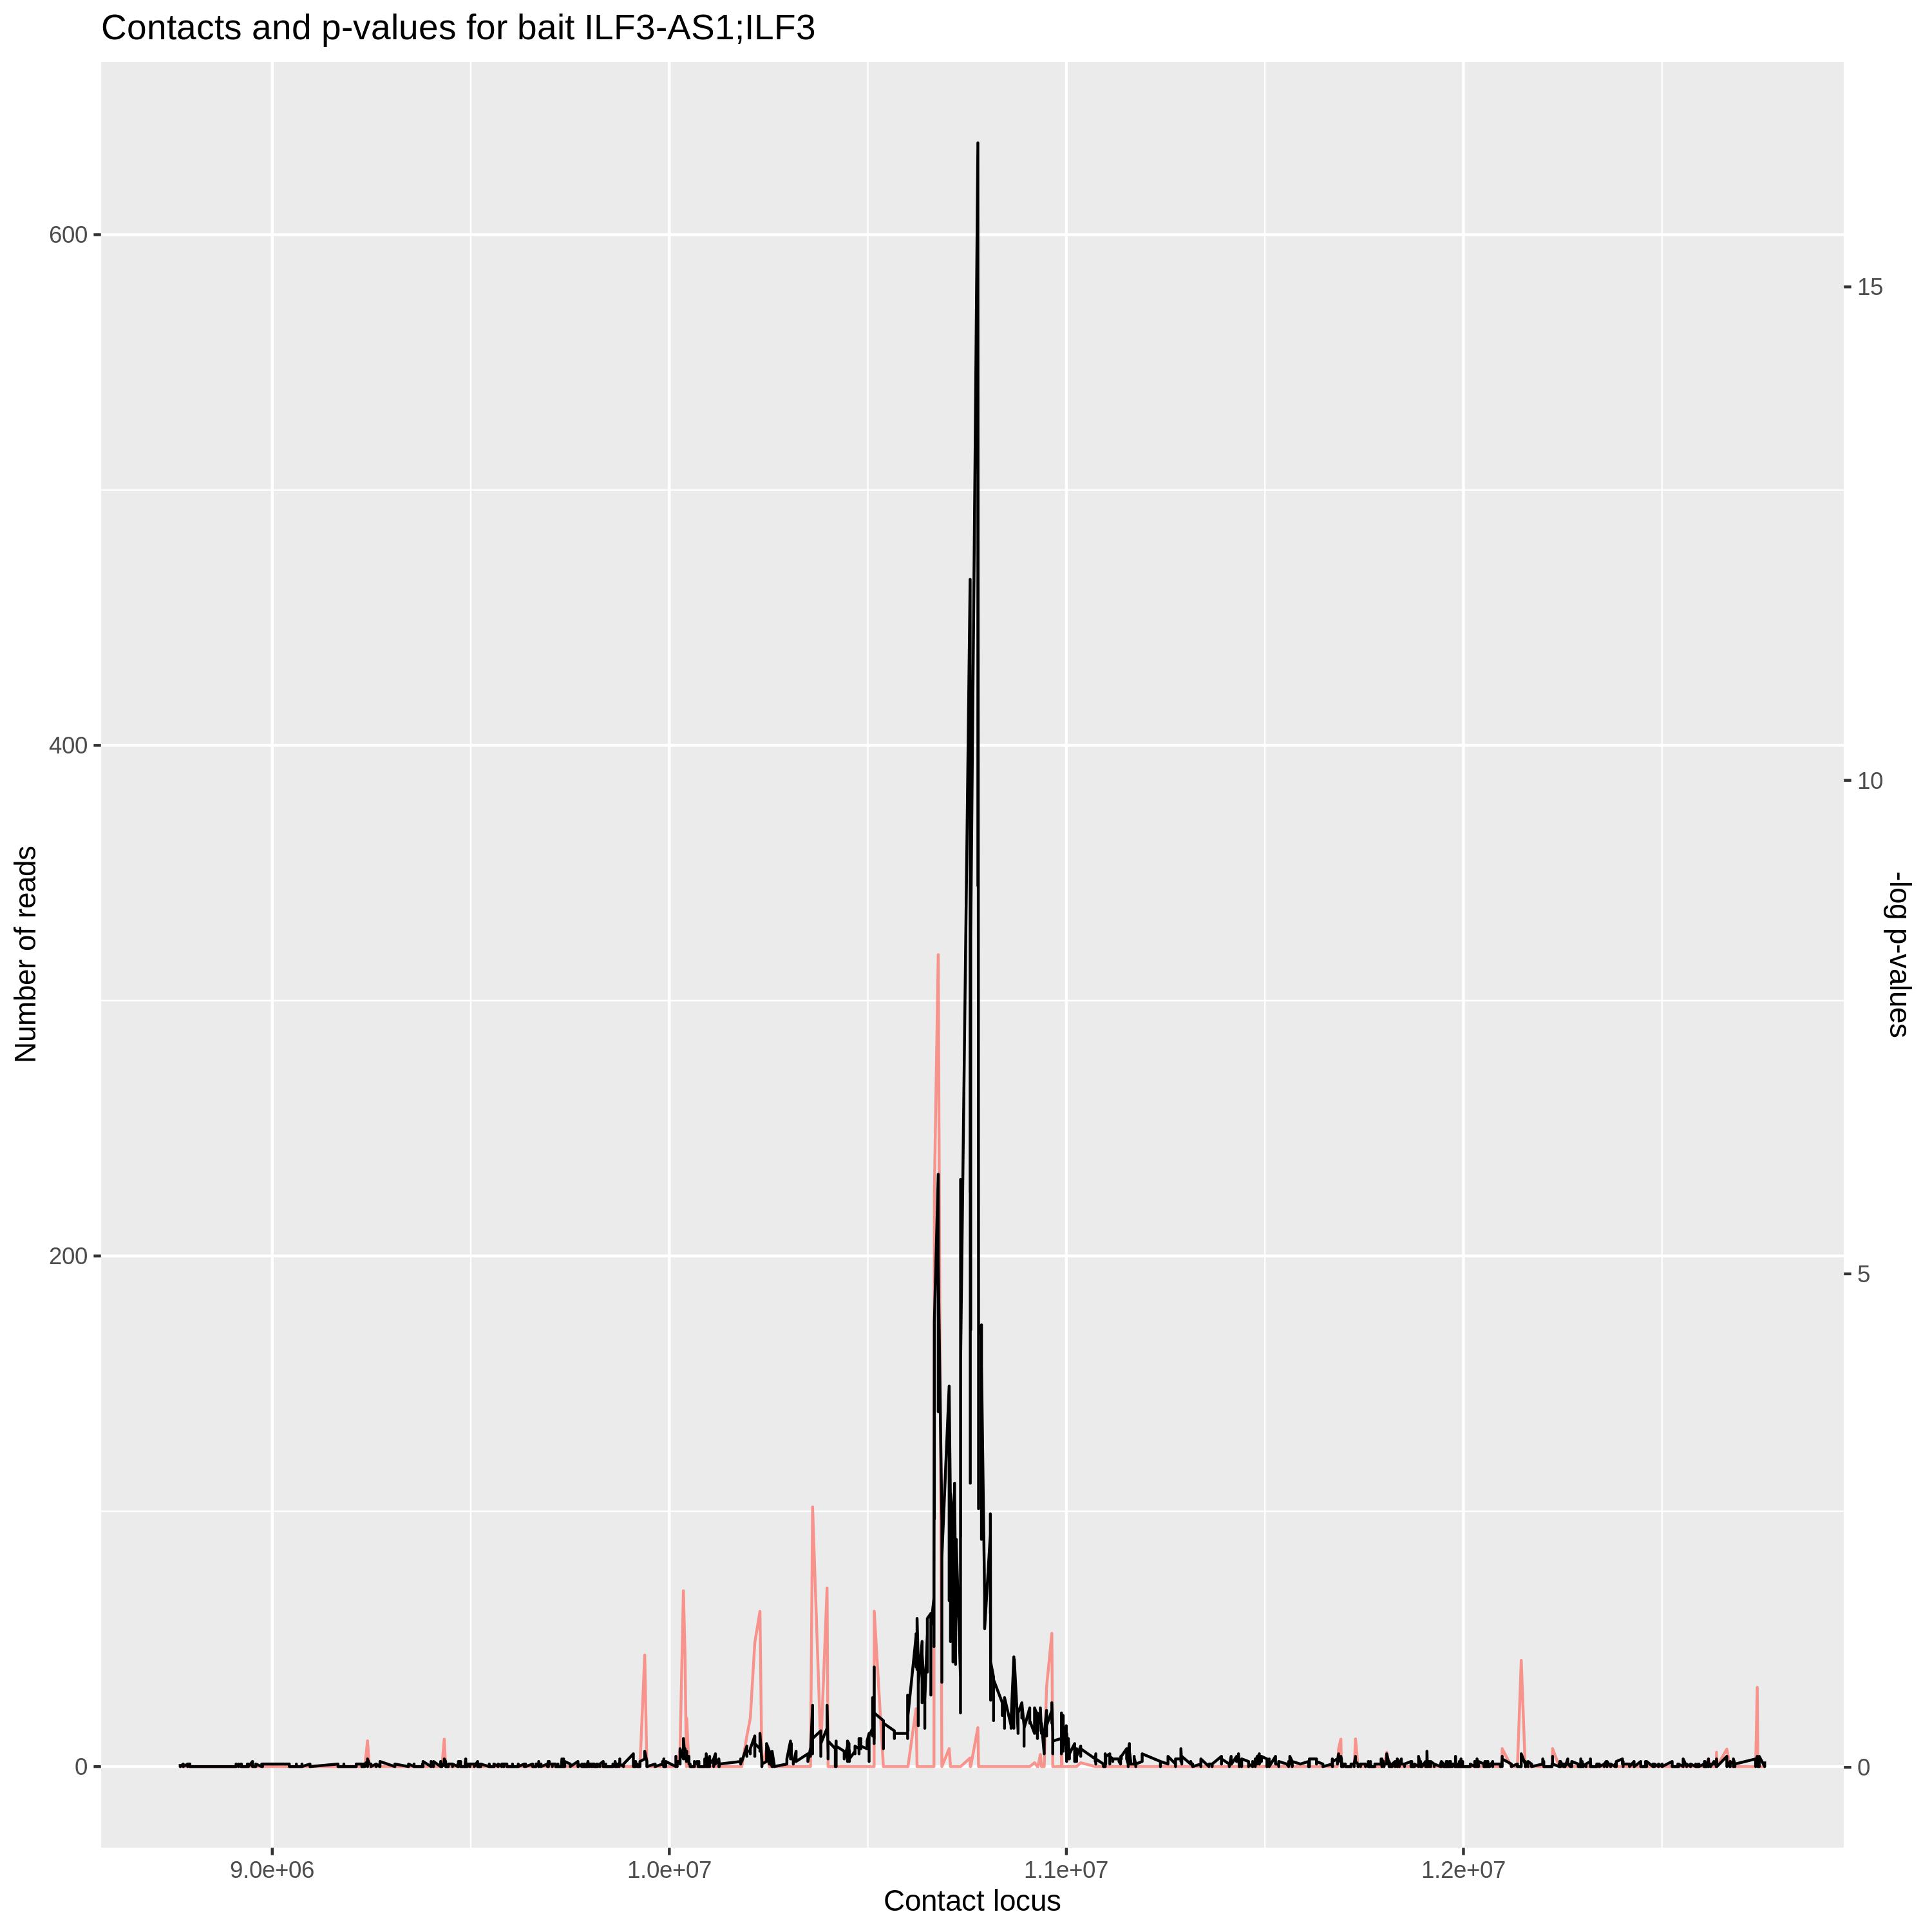 Contacts and p-values for bait ILF3-AS1;ILF3
600
400
200
0
Number of reads
15
10
5
0
-log p-values
9.0e+06
1.0e+07
1.1e+07
1.2e+07
Contact locus